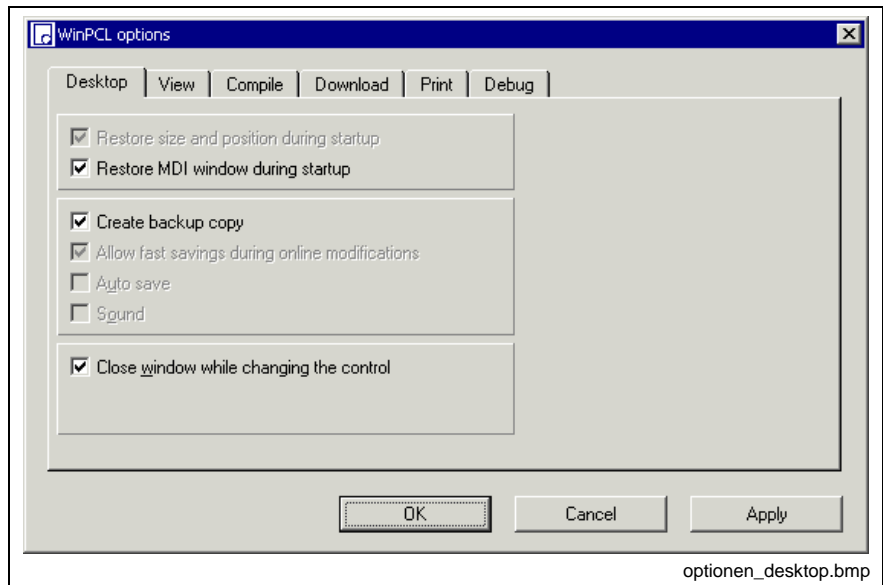 WinPCL options
Desktop View Compile Download Print Debug
Restore size and position during startup
Restore MDI window during startup
Create backup copy
Allow fast savings during online modifications
Auto save
Sound
Close window while changing the control
OK Cancel Apply
optionen_desktop.bmp